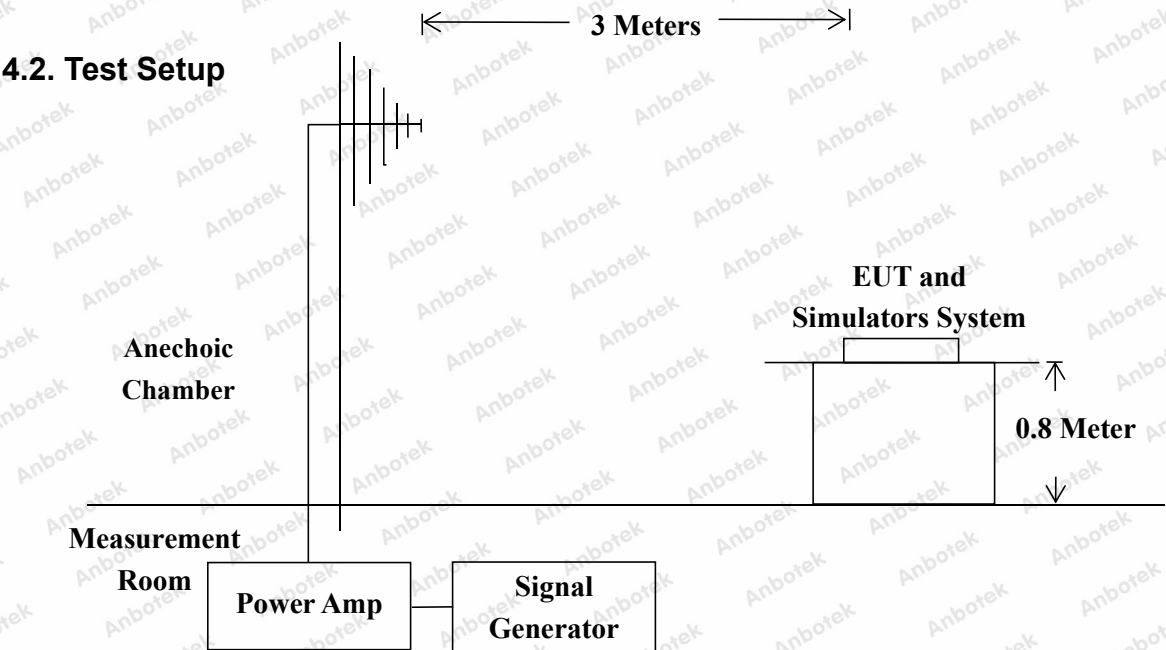 3 Meters
4.2. Test Setup
EUT and
Simulators System
Anechoic
Chamber
0.8 Meter
Measurement
Room
Power Amp
Signal
Generator
Anbotek